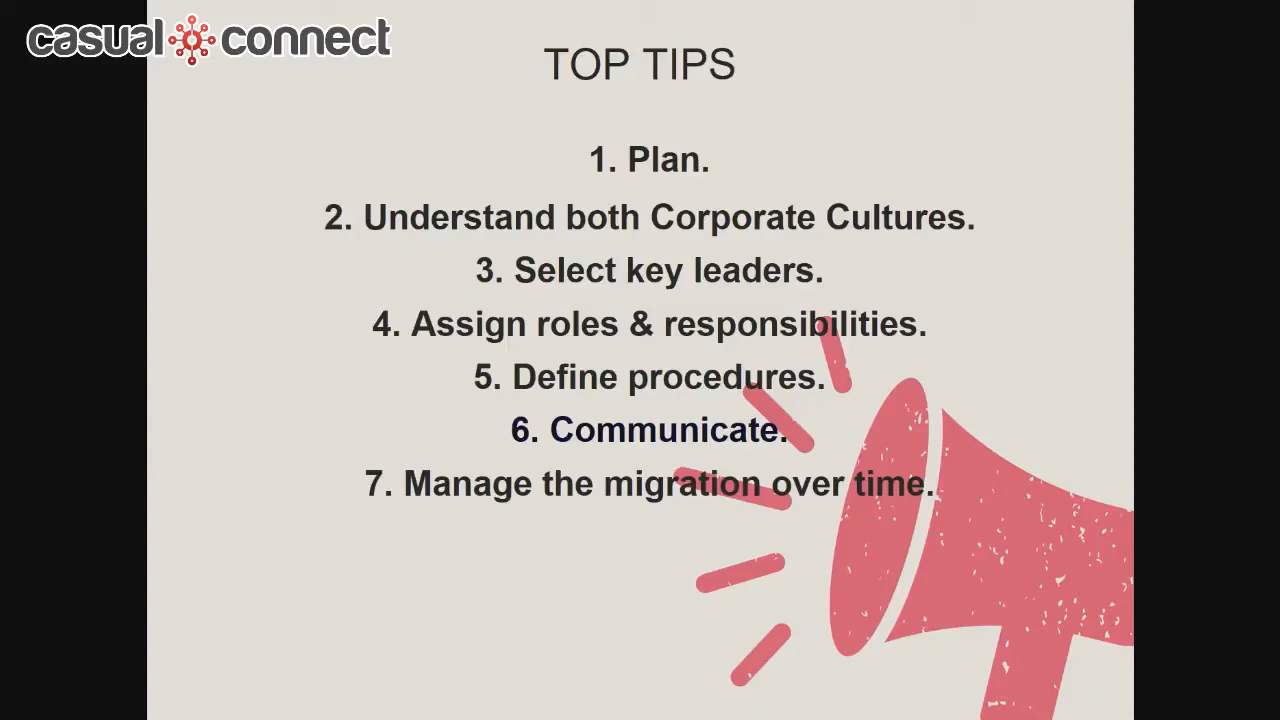 casual connect
TOP TIPS
1. Plan.
2. Understand both Corporate Cultures.
3. Select key leaders.
4. Assign roles & responsibilities.
5. Define procedures.
6. Communicate.
7. Manage the migration over time.